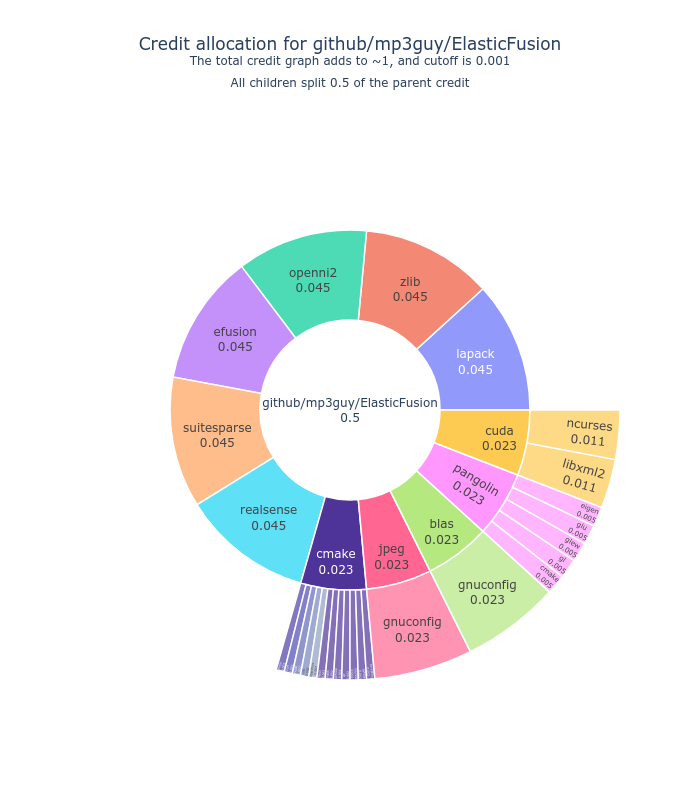 Credit allocation for github/mp3guy/ElasticFusion
The total credit graph adds to ~1, and cutoff is 0.001
All children split 0.5 of the parent credit
openni2
0.045
zlib
0.045
efusion
0.045
lapack
0.045
github/mp3guy/ElasticFusion
0.5
suitesparse
0.045
cuda
0.023
ncurses
0.011
libxml2
0.011
pangolin
0.023
eigen
0.005
glu
0.005
glew
0.005
gl
0.005
cmake
0.005
realsense
0.045
blas
0.023
jpeg
0.023
cmake
0.023
gnuconfig
0.023
gnuconfig
0.023